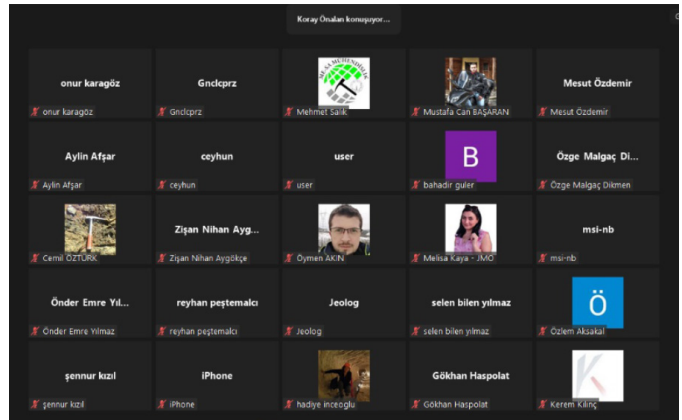 Koray Önalan konuşuyor...
onur karagöz
Gnclcprz
Mesut Özdemir
onur karagöz
Gnclcprz
Mehmet Salık
Mustafa Can BAŞARAN
Mesut Özdemir
Aylin Afşar
ceyhun
user
B
Özge Malgaç Di...
Aylin Afşar
ceyhun
user
bahadir guler
Özge Malgaç Dikmen
Zişan Nihan Ayg...
msi-nb
Cemil ÖZTÜRK
Zişan Nihan Aygökçe
Öymen AKIN
Melisa Kaya - JMO
msi-nb
Önder Emre Yıl...
reyhan peştemalcı
Jeolog
selen bilen yılmaz
Ö
Önder Emre Yılmaz
reyhan peştemalcı
Jeolog
selen bilen yılmaz
Özlem Aksakal
şennur kızıl
iPhone
Gökhan Haspolat
şennur kızıl
iPhone
hadiye inceoglu
Gökhan Haspolat
Kerem Kılınç